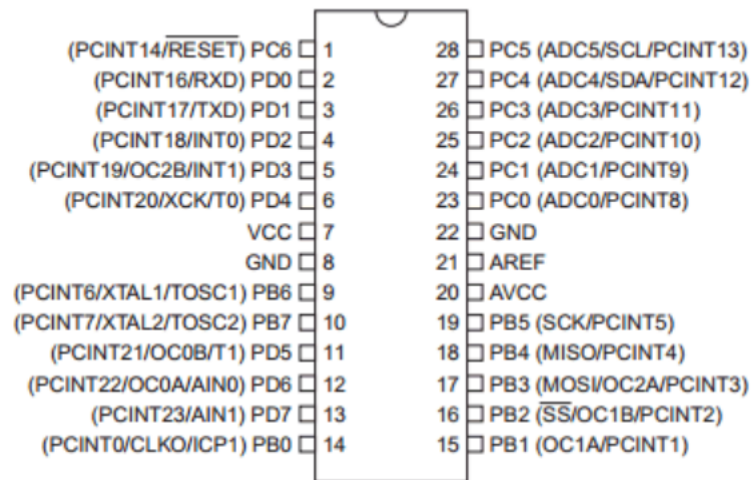 (PCINT14/RESET) PC6 1 28 PC5 (ADC5/SCL/PCINT13)
(PCINT16/RXD) PD0 2 27 PC4 (ADC4/SDA/PCINT12)
(PCINT17/TXD) PD1 3 26 PC3 (ADC3/PCINT11)
(PCINT18/INT0) PD2 4 25 PC2 (ADC2/PCINT10)
(PCINT19/OC2B/INT1) PD3 5 24 PC1 (ADC1/PCINT9)
(PCINT20/XCK/T0) PD4 6 23 PC0 (ADC0/PCINT8)
VCC 7 22 GND
GND 8 21 AREF
(PCINT6/XTAL1/TOSC1) PB6 9 20 AVCC
(PCINT7/XTAL2/TOSC2) PB7 10 19 PB5 (SCK/PCINT5)
(PCINT21/OC0B/T1) PD5 11 18 PB4 (MISO/PCINT4)
(PCINT22/OC0A/AIN0) PD6 12 17 PB3 (MOSI/OC2A/PCINT3)
(PCINT23/AIN1) PD7 13 16 PB2 (SS/OC1B/PCINT2)
(PCINT0/CLKO/ICP1) PB0 14 15 PB1 (OC1A/PCINT1)